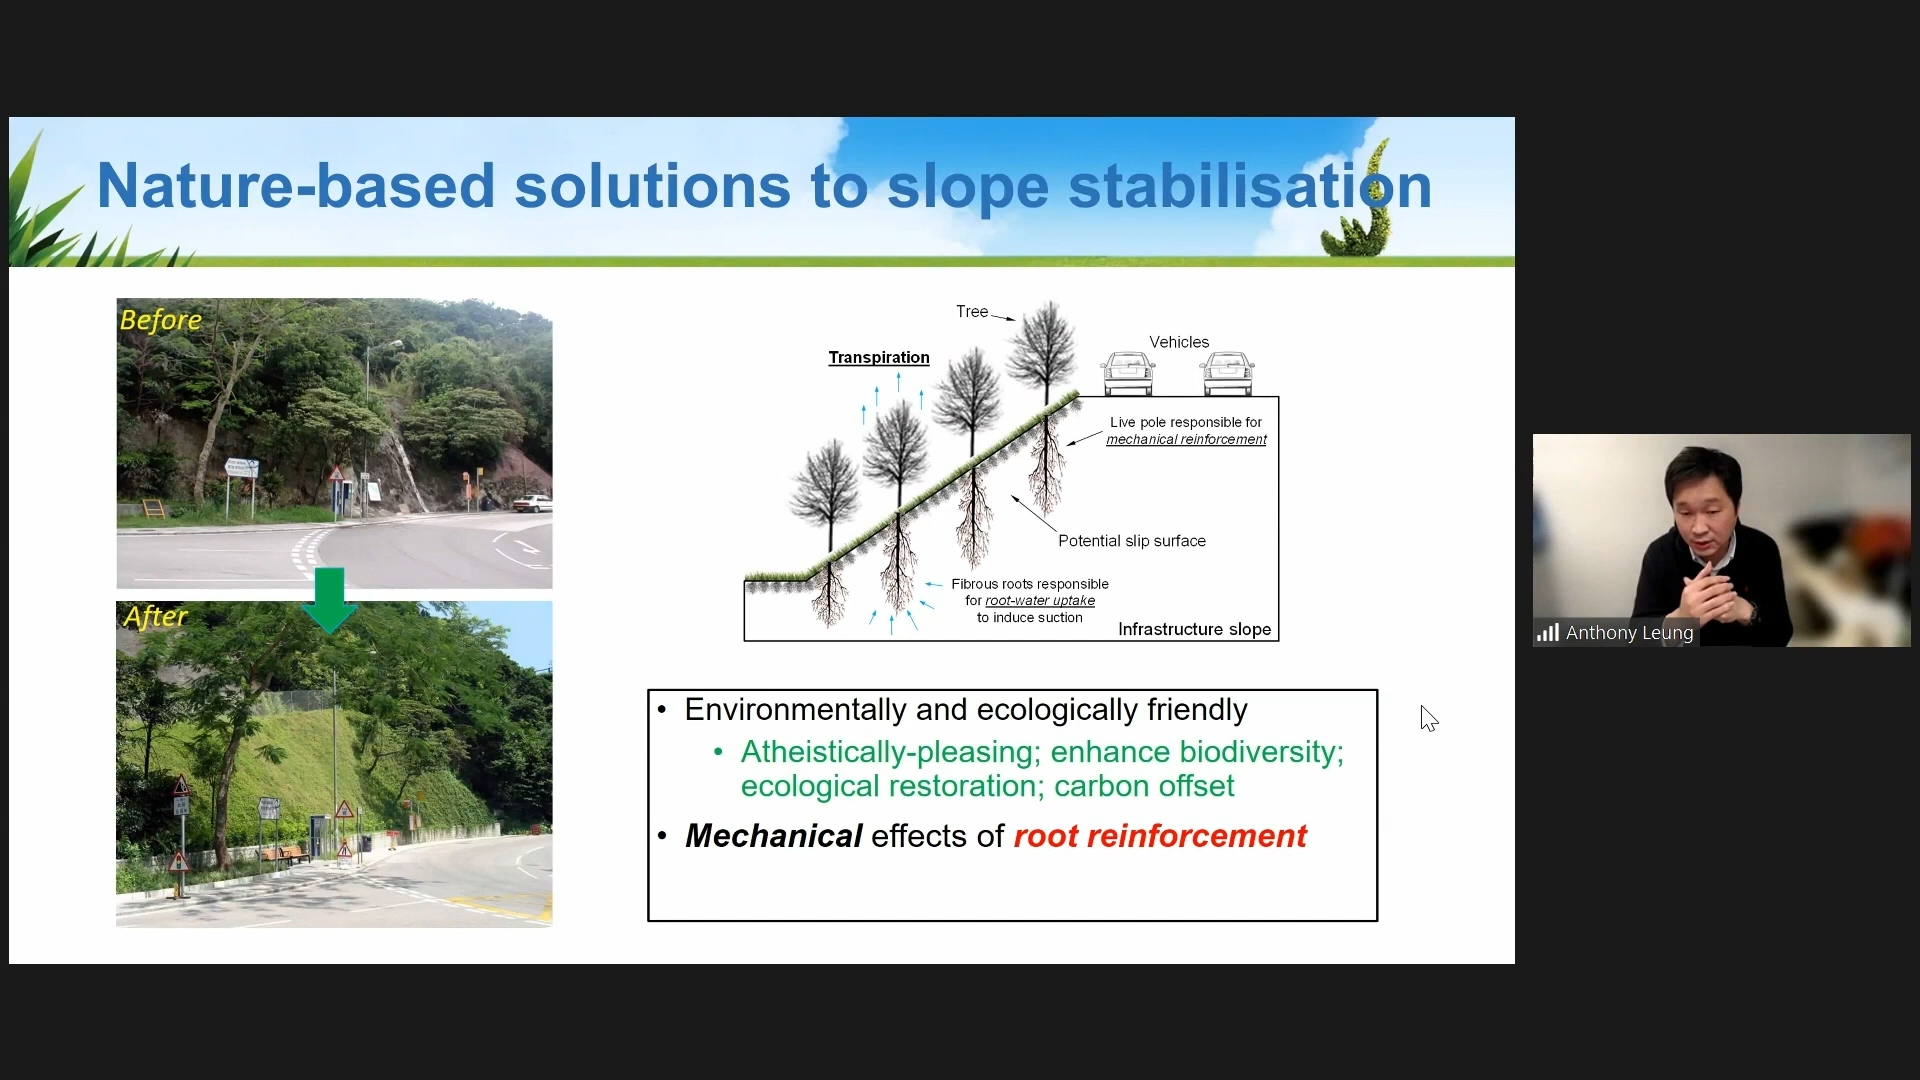 Nature-based solutions to slope stabilisation
Before
After
Tree
Transpiration
Vehicles
Live pole responsible for
mechanical reinforcement
Potential slip surface
Fibrous roots responsible
for root-water uptake
to induce suction
Infrastructure slope
• Environmentally and ecologically friendly
• Atheistically-pleasing; enhance biodiversity;
ecological restoration; carbon offset
• Mechanical effects of root reinforcement
Anthony Leung